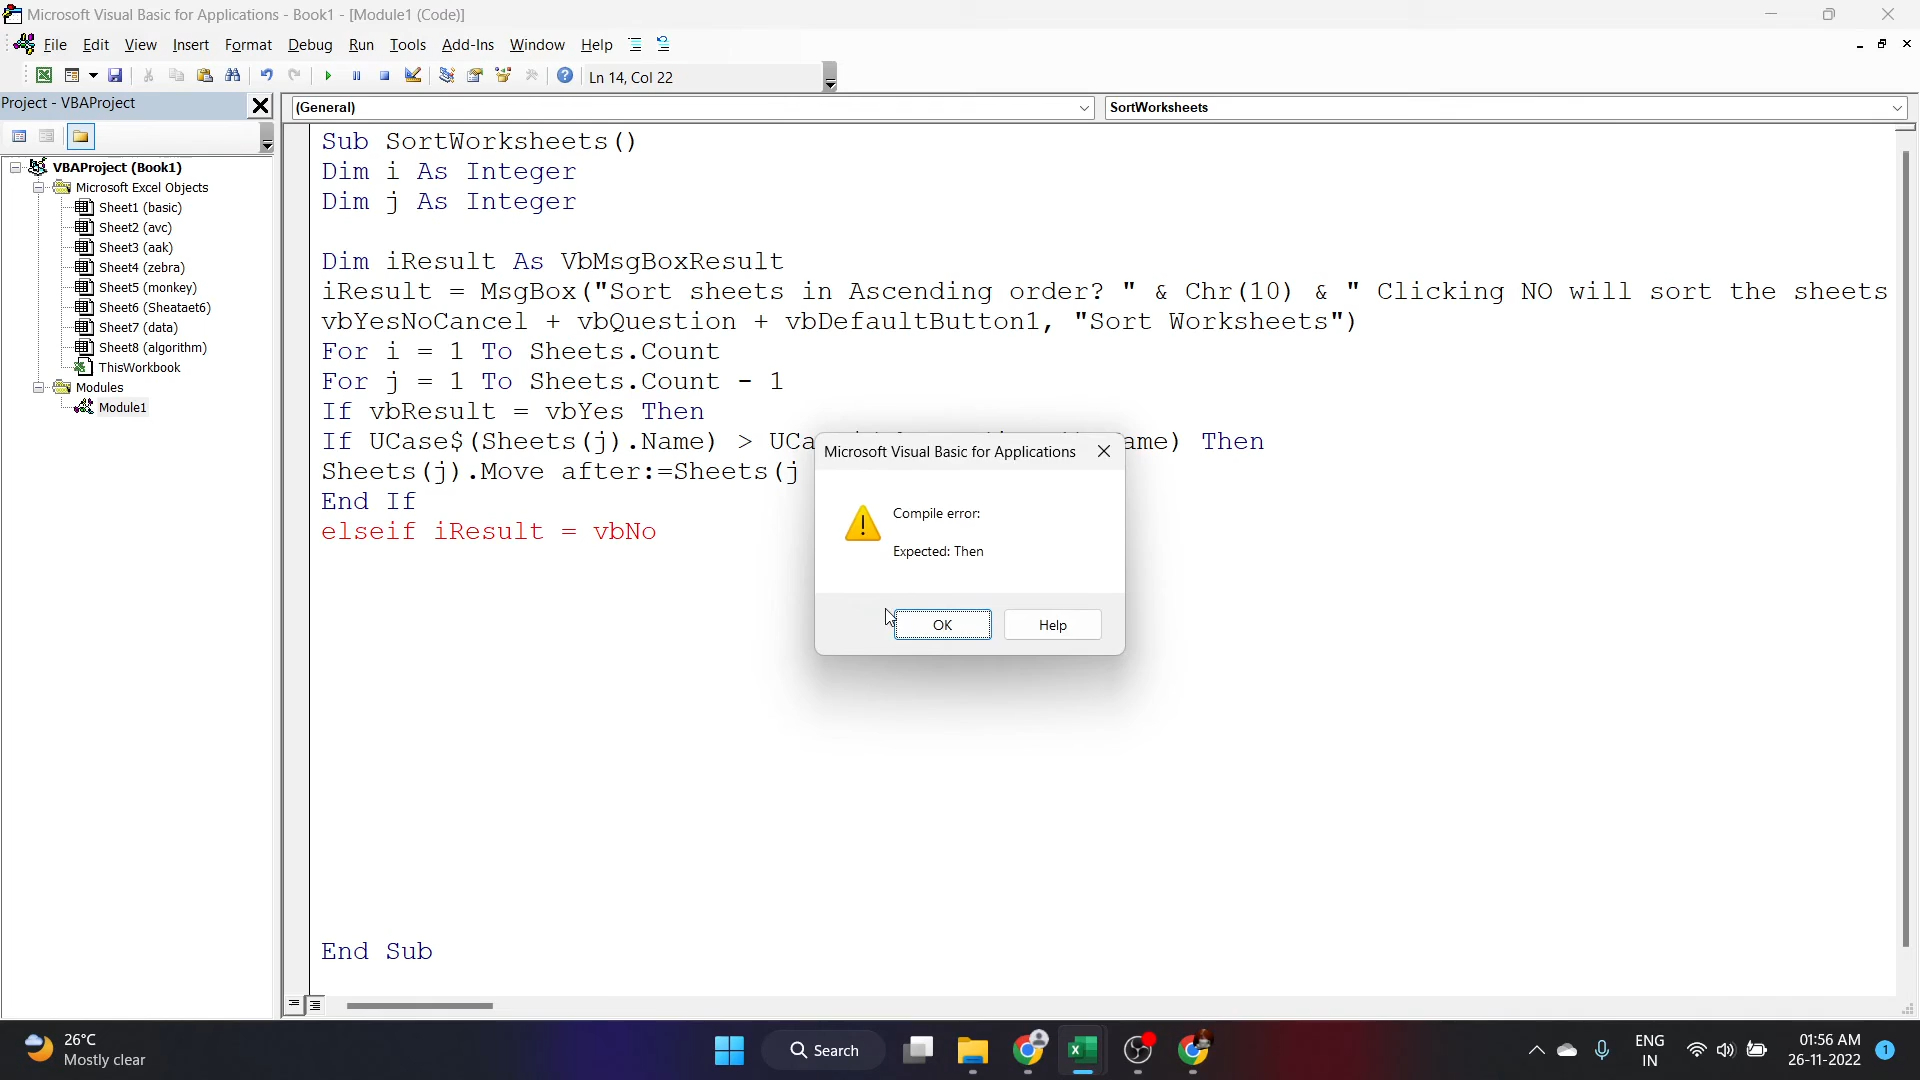 Microsoft Visual Basic for Applications - Book1 - [Module1 (Code)]
File Edit View Insert Format Debug Run Tools Add-Ins Window Help
Ln 14, Col 22
Project - VBAProject
(General)
SortWorksheets
VBAProject (Book1)
Microsoft Excel Objects
Sheet1 (basic)
Sheet2 (avc)
Sheet3 (aak)
Sheet4 (zebra)
Sheet5 (monkey)
Sheet6 (Sheataet6)
Sheet7 (data)
Sheet8 (algorithm)
ThisWorkbook
Modules
Module1
Sub SortWorksheets()
Dim i As Integer
Dim j As Integer
Dim iResult As VbMsgBoxResult
iResult = MsgBox("Sort sheets in Ascending order? " & Chr(10) & " Clicking NO will sort the sheets
vbYesNoCancel + vbQuestion + vbDefaultButton1, "Sort Worksheets")
For i = 1 To Sheets.Count
For j = 1 To Sheets.Count - 1
If vbResult = vbYes Then
If UCase$(Sheets(j).Name) > UCa ame) Then
Sheets(j).Move after:=Sheets(j
End If
elseif iResult = vbNo
End Sub
Microsoft Visual Basic for Applications
Compile error:
Expected: Then
OK
Help
26°C
Mostly clear
Search
ENG
IN
01:56 AM
26-11-2022
1